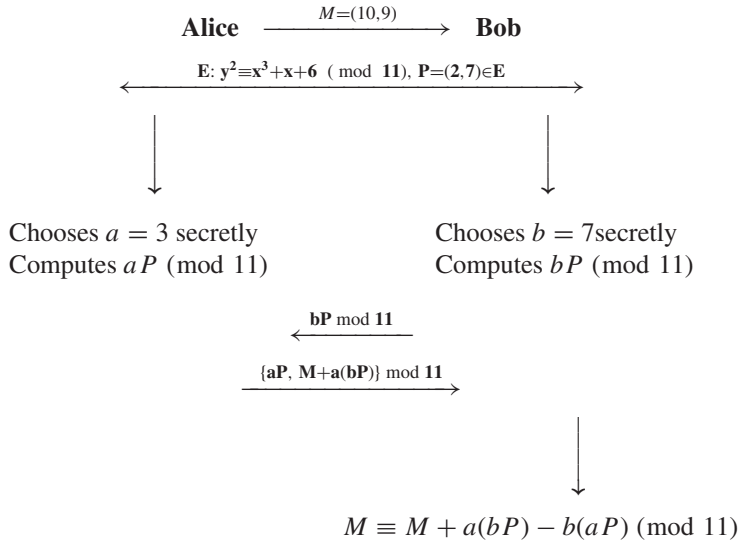 Alice M=(10,9) Bob
E: y²≡x³+x+6 ( mod 11), P=(2,7)∈E
Chooses a = 3 secretly
Computes aP (mod 11)
Chooses b = 7secretly
Computes bP (mod 11)
bP mod 11
{aP, M+a(bP)} mod 11
M ≡ M + a(bP) − b(aP) (mod 11)